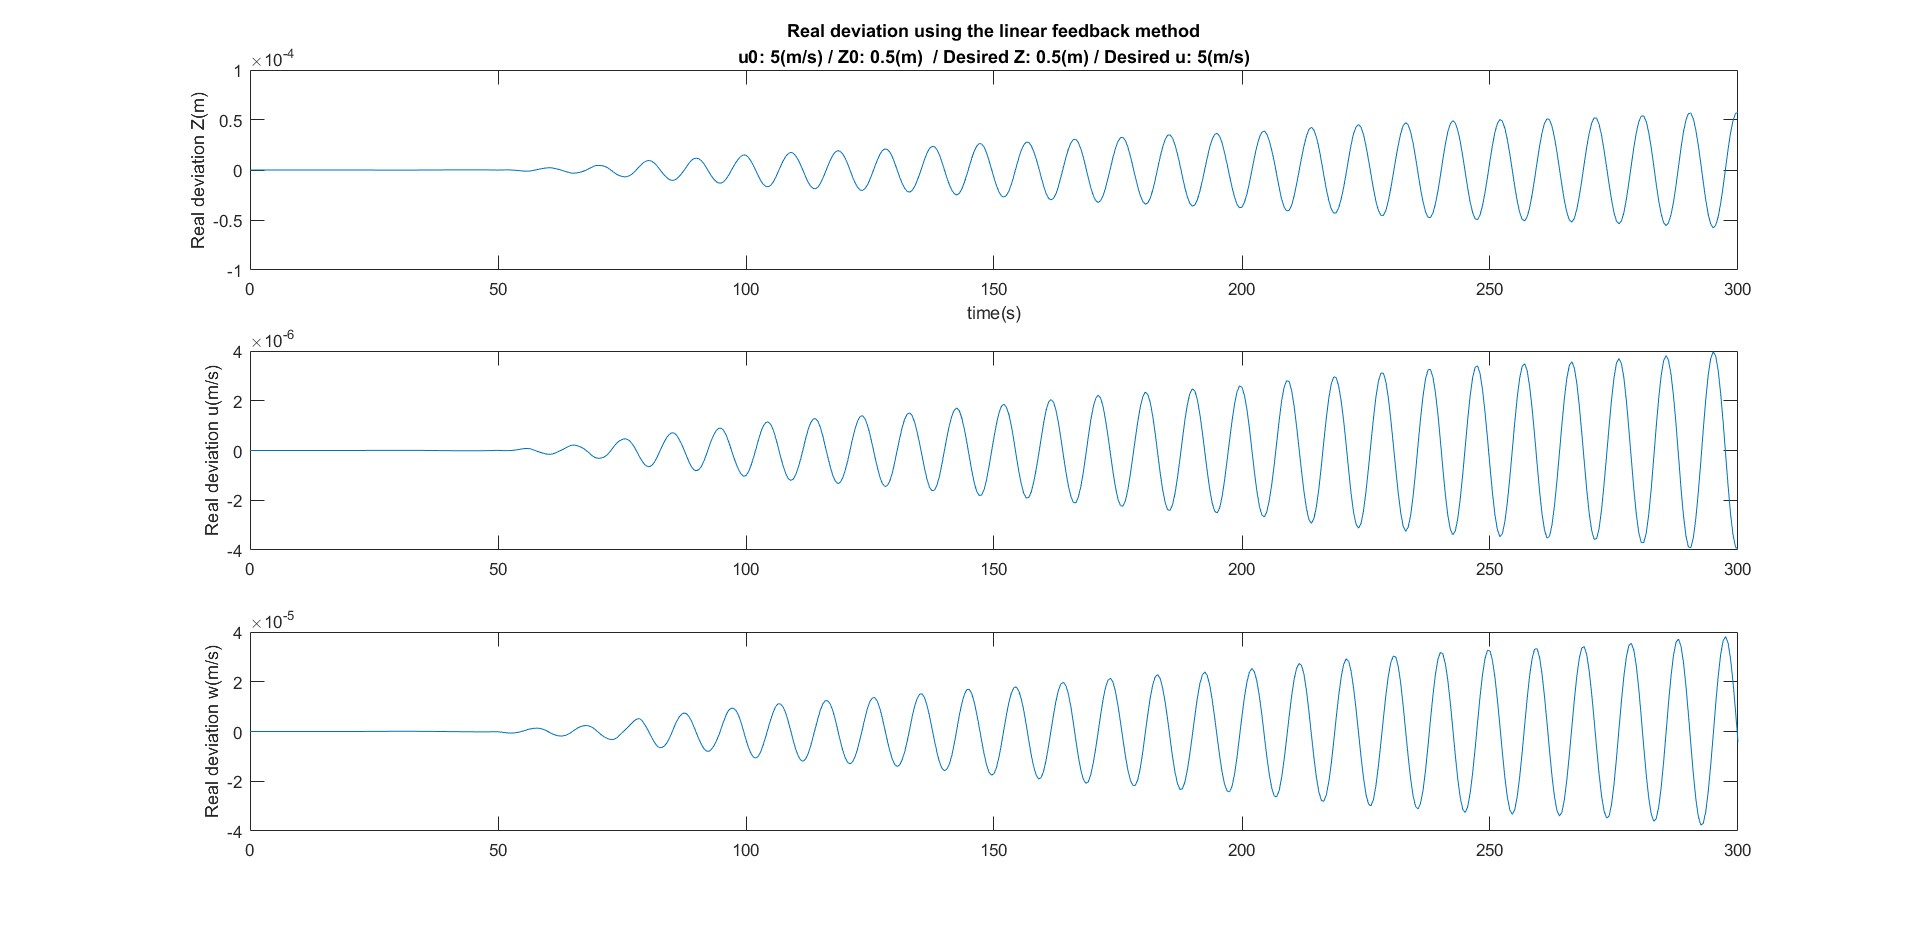 Real deviation using the linear feedback method
u0: 5(m/s) / Z0: 0.5(m)  / Desired Z: 0.5(m) / Desired u: 5(m/s)
×10-4
Real deviation Z(m)
1
0.5
0
-0.5
-1
0 50 100 150 200 250 300
time(s)
×10-6
Real deviation u(m/s)
4
2
0
-2
-4
0 50 100 150 200 250 300
×10-5
Real deviation w(m/s)
4
2
0
-2
-4
0 50 100 150 200 250 300